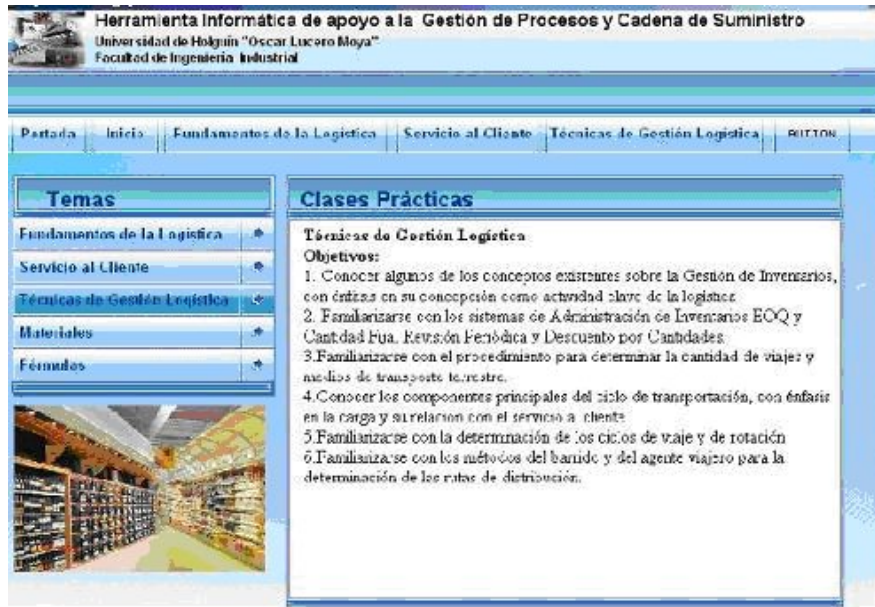 Herramienta Informática de apoyo a la Gestión de Procesos y Cadena de Suministro
Universidad de Holguín "Oscar Lucero Moya"
Facultad de Ingeniería Industrial
Portada Inicio Fundamentos de la Logística Servicio al Cliente Técnicas de Gestión Logística BUTTON
Temas
Fundamentos de la Logística
Servicio al Cliente
Técnicas de Gestión Logística
Materiales
Fórmulas
Clases Prácticas
Técnicas de Gestión Logística
Objetivos:
1. Conocer algunos de los conceptos existentes sobre la Gestión de Inventarios,
con énfasis en su concepción como actividad clave de la logística
2. Familiarizarse con los sistemas de Administración de Inventarios EOQ y
Cantidad Fija, Revisión Periódica y Descuento por Cantidades.
3.Familiarizarse con el procedimiento para determinar la cantidad de viajes y
medios de transporte terrestre.
4.Conocer los componentes principales del ciclo de transportación, con énfasis
en la carga y su relacion con el servicio al cliente
5.Familiarizarse con la determinación de los ciclos de viaje y de rotación
6.Familiarizarse con los métodos del barrido y del agente viajero para la
determinación de las rutas de distribución.